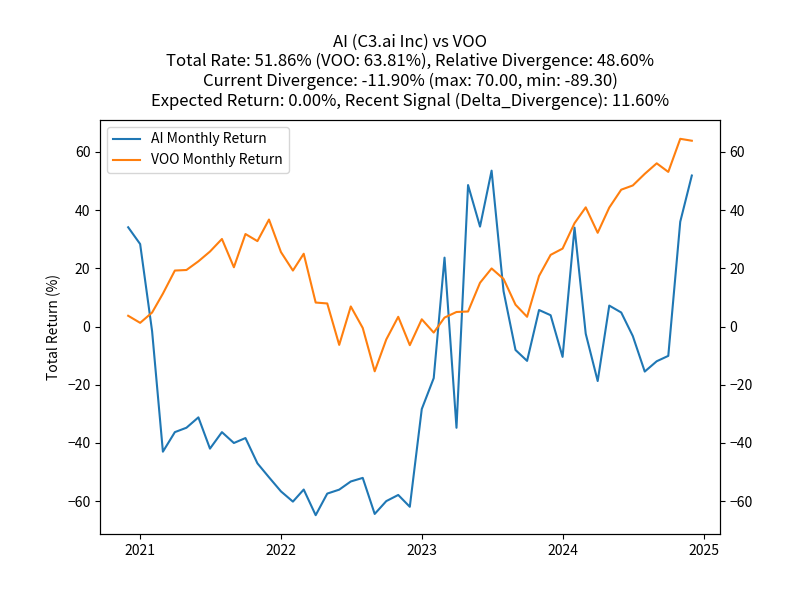 AI (C3.ai Inc) vs VOO
Total Rate: 51.86% (VOO: 63.81%), Relative Divergence: 48.60%
Current Divergence: -11.90% (max: 70.00, min: -89.30)
Expected Return: 0.00%, Recent Signal (Delta_Divergence): 11.60%
AI Monthly Return
VOO Monthly Return
Total Return (%)
60
40
20
0
−20
−40
−60
60
40
20
0
−20
−40
−60
2021 2022 2023 2024 2025